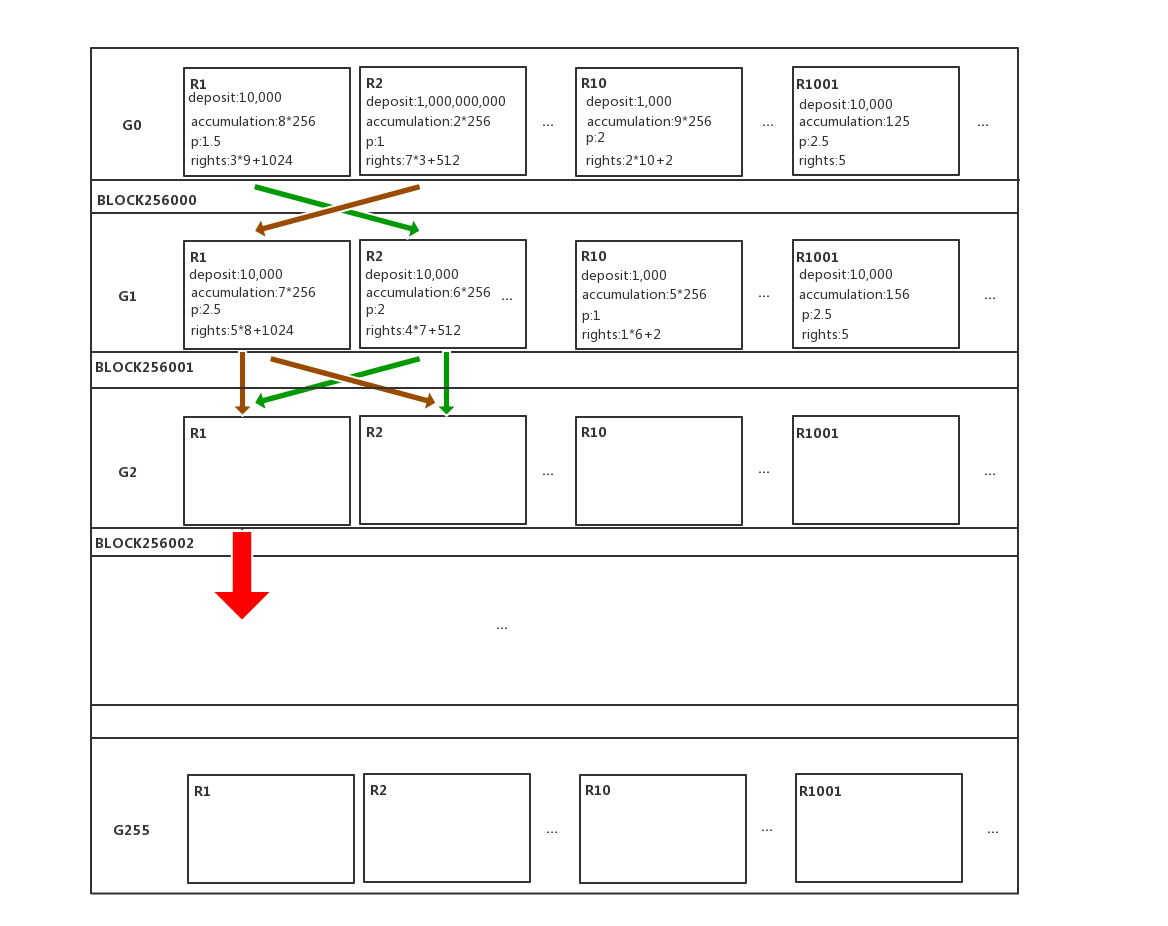 G0
R1
deposit:10,000
accumulation:8*256
p:1.5
rights:3*9+1024
R2
deposit:1,000,000,000
accumulation:2*256
p:1
rights:7*3+512
...
R10
deposit:1,000
accumulation:9*256
p:2
rights:2*10+2
...
R1001
deposit:10,000
accumulation:125
p:2.5
rights:5
...
BLOCK256000
G1
R1
deposit:10,000
accumulation:7*256
p:2.5
rights:5*8+1024
R2
deposit:10,000
accumulation:6*256
p:2
rights:4*7+512
...
R10
deposit:1,000
accumulation:5*256
p:1
rights:1*6+2
...
R1001
deposit:10,000
accumulation:156
p:2.5
rights:5
...
BLOCK256001
G2
R1
R2
...
R10
...
R1001
...
BLOCK256002
...
G255
R1
R2
...
R10
...
R1001
...